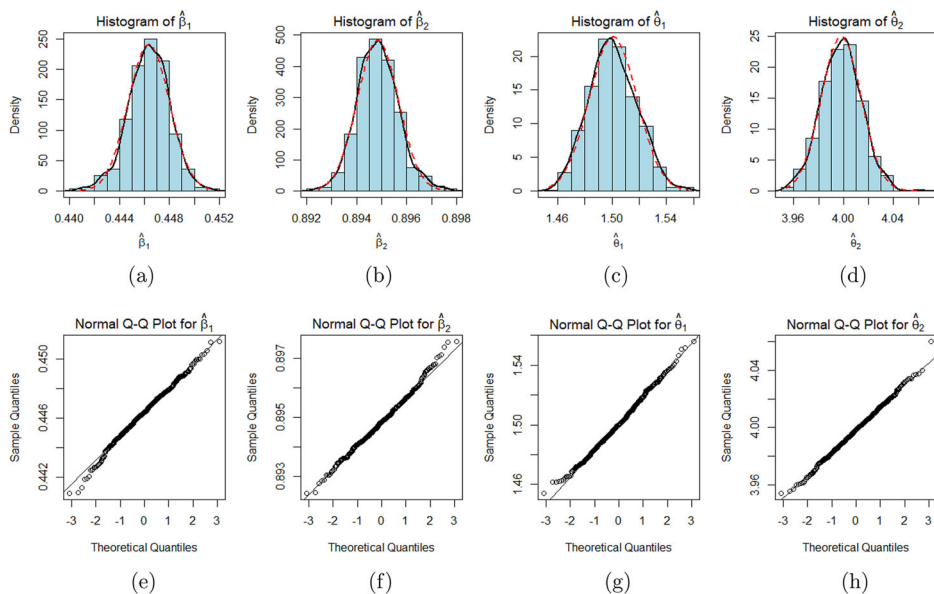 Histogram of β̂₁
Density
0 50 100 150 200 250
0.440 0.444 0.448 0.452
β̂₁
(a)
Histogram of β̂₂
Density
0 100 200 300 400 500
0.892 0.894 0.896 0.898
β̂₂
(b)
Histogram of θ̂₁
Density
0 5 10 15 20 25
1.46 1.50 1.54
θ̂₁
(c)
Histogram of θ̂₂
Density
0 5 10 15 20 25
3.96 4.00 4.04
θ̂₂
(d)
Normal Q-Q Plot for β̂₁
Sample Quantiles
0.442 0.446 0.450
-3 -2 -1 0 1 2 3
Theoretical Quantiles
(e)
Normal Q-Q Plot for β̂₂
Sample Quantiles
0.893 0.895 0.897
-3 -2 -1 0 1 2 3
Theoretical Quantiles
(f)
Normal Q-Q Plot for θ̂₁
Sample Quantiles
1.46 1.50 1.54
-3 -2 -1 0 1 2 3
Theoretical Quantiles
(g)
Normal Q-Q Plot for θ̂₂
Sample Quantiles
3.96 4.00 4.04
-3 -2 -1 0 1 2 3
Theoretical Quantiles
(h)